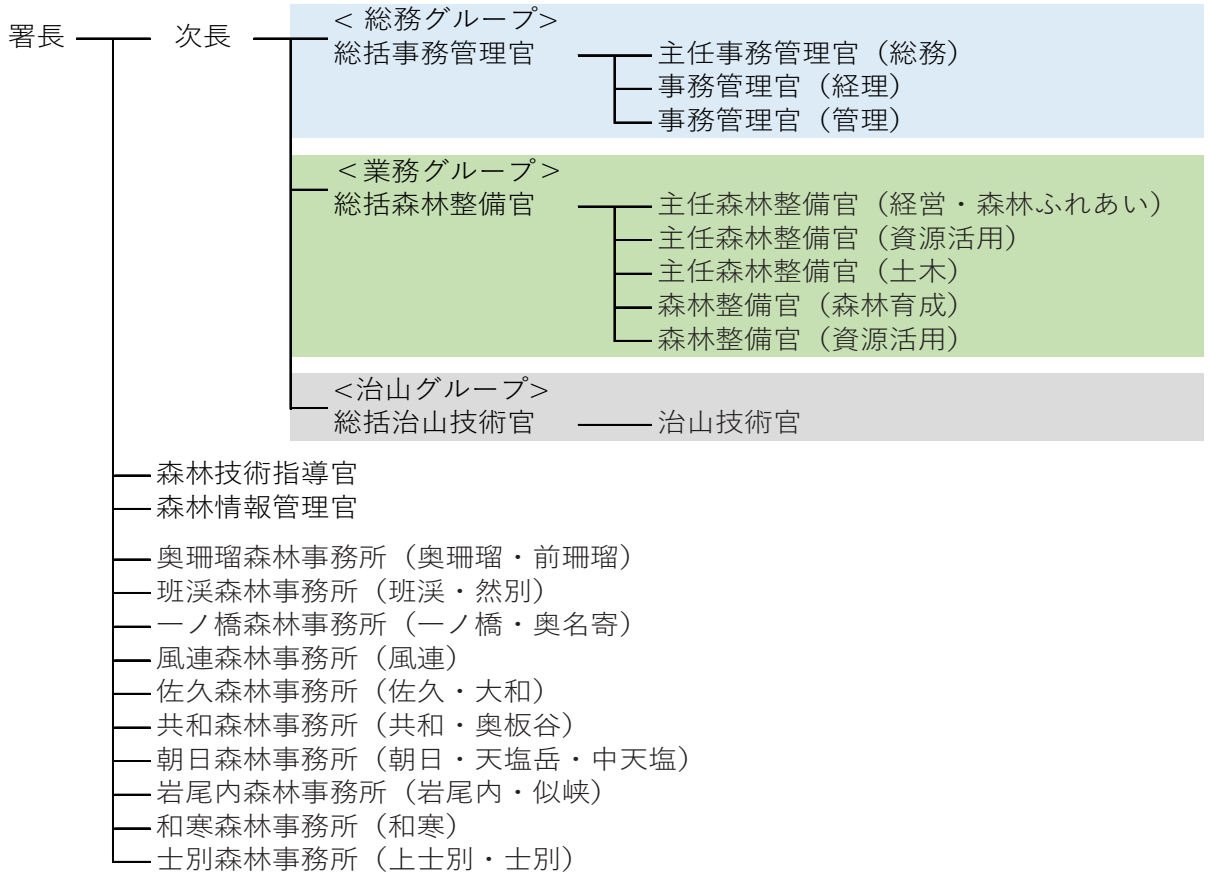 署長 次長 < 総務グループ>
総括事務管理官 主任事務管理官（総務）
事務管理官（経理）
事務管理官（管理）
＜業務グループ＞
総括森林整備官 主任森林整備官（経営・森林ふれあい）
主任森林整備官（資源活用）
主任森林整備官（土木）
森林整備官（森林育成）
森林整備官（資源活用）
<治山グループ>
総括治山技術官 治山技術官
森林技術指導官
森林情報管理官
奥珊瑠森林事務所（奥珊瑠・前珊瑠）
班渓森林事務所（班渓・然別）
一ノ橋森林事務所（一ノ橋・奥名寄）
風連森林事務所（風連）
佐久森林事務所（佐久・大和）
共和森林事務所（共和・奥板谷）
朝日森林事務所（朝日・天塩岳・中天塩）
岩尾内森林事務所（岩尾内・似峡）
和寒森林事務所（和寒）
士別森林事務所（上士別・士別）